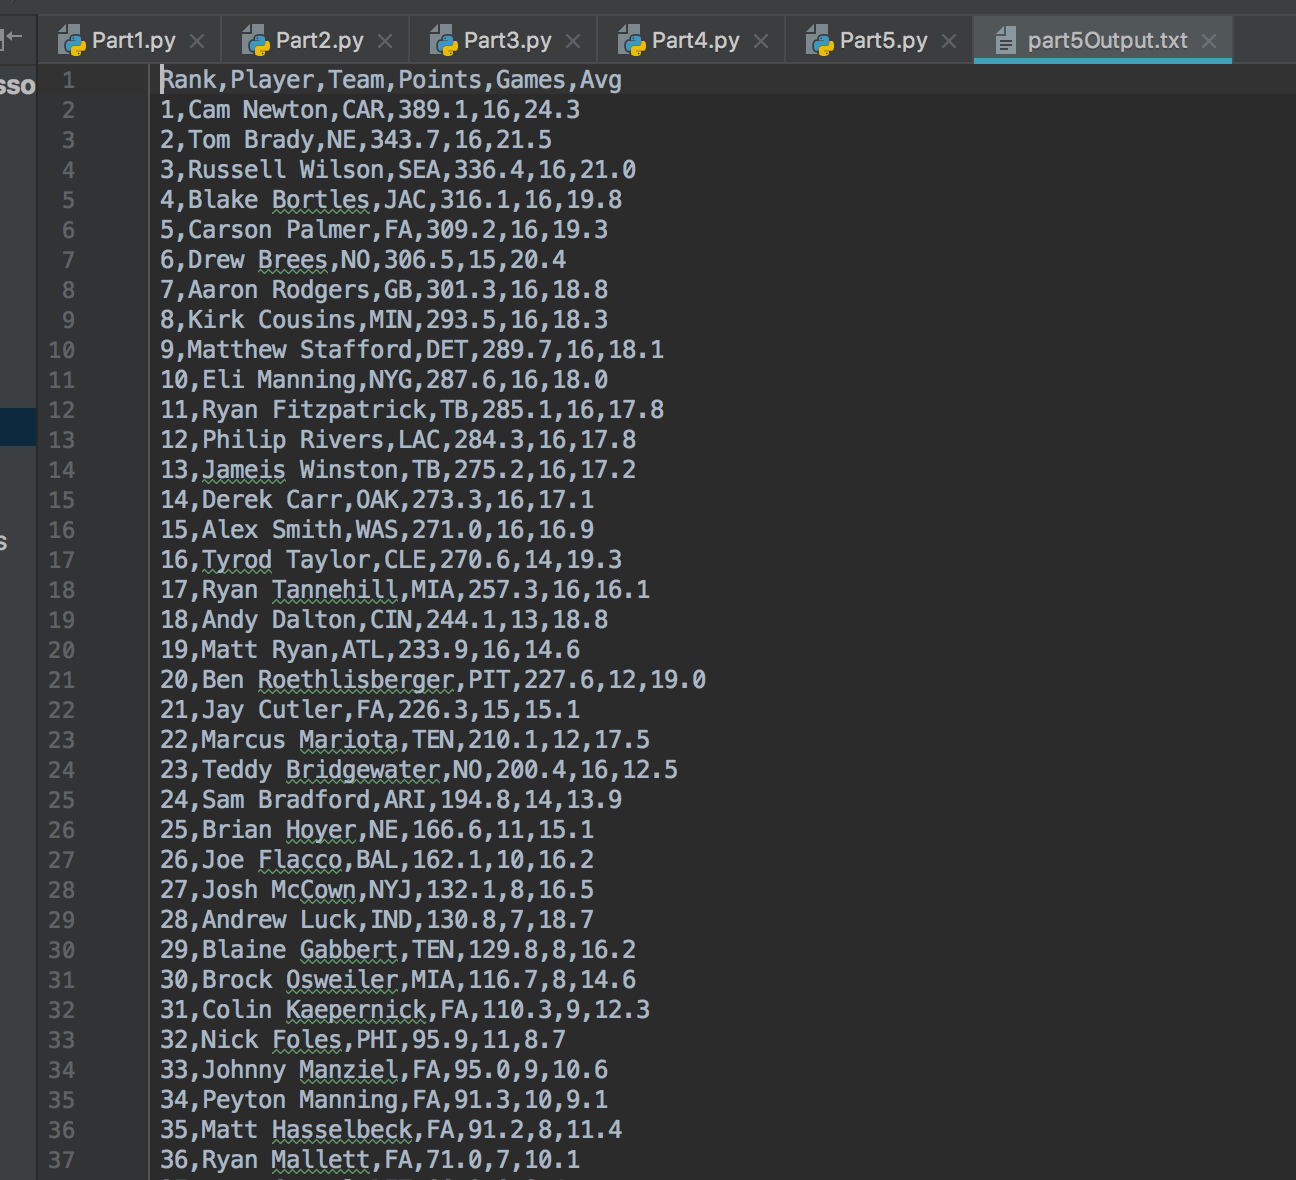 Part1.py
Part2.py
Part3.py
Part4.py
Part5.py
part5Output.txt
sso
s
1 Rank,Player,Team,Points,Games,Avg
2 1,Cam Newton,CAR,389.1,16,24.3
3 2,Tom Brady,NE,343.7,16,21.5
4 3,Russell Wilson,SEA,336.4,16,21.0
5 4,Blake Bortles,JAC,316.1,16,19.8
6 5,Carson Palmer,FA,309.2,16,19.3
7 6,Drew Brees,NO,306.5,15,20.4
8 7,Aaron Rodgers,GB,301.3,16,18.8
9 8,Kirk Cousins,MIN,293.5,16,18.3
10 9,Matthew Stafford,DET,289.7,16,18.1
11 10,Eli Manning,NYG,287.6,16,18.0
12 11,Ryan Fitzpatrick,TB,285.1,16,17.8
13 12,Philip Rivers,LAC,284.3,16,17.8
14 13,Jameis Winston,TB,275.2,16,17.2
15 14,Derek Carr,OAK,273.3,16,17.1
16 15,Alex Smith,WAS,271.0,16,16.9
17 16,Tyrod Taylor,CLE,270.6,14,19.3
18 17,Ryan Tannehill,MIA,257.3,16,16.1
19 18,Andy Dalton,CIN,244.1,13,18.8
20 19,Matt Ryan,ATL,233.9,16,14.6
21 20,Ben Roethlisberger,PIT,227.6,12,19.0
22 21,Jay Cutler,FA,226.3,15,15.1
23 22,Marcus Mariota,TEN,210.1,12,17.5
24 23,Teddy Bridgewater,NO,200.4,16,12.5
25 24,Sam Bradford,ARI,194.8,14,13.9
26 25,Brian Hoyer,NE,166.6,11,15.1
27 26,Joe Flacco,BAL,162.1,10,16.2
28 27,Josh McCown,NYJ,132.1,8,16.5
29 28,Andrew Luck,IND,130.8,7,18.7
30 29,Blaine Gabbert,TEN,129.8,8,16.2
31 30,Brock Osweiler,MIA,116.7,8,14.6
32 31,Colin Kaepernick,FA,110.3,9,12.3
33 32,Nick Foles,PHI,95.9,11,8.7
34 33,Johnny Manziel,FA,95.0,9,10.6
35 34,Peyton Manning,FA,91.3,10,9.1
36 35,Matt Hasselbeck,FA,91.2,8,11.4
37 36,Ryan Mallett,FA,71.0,7,10.1